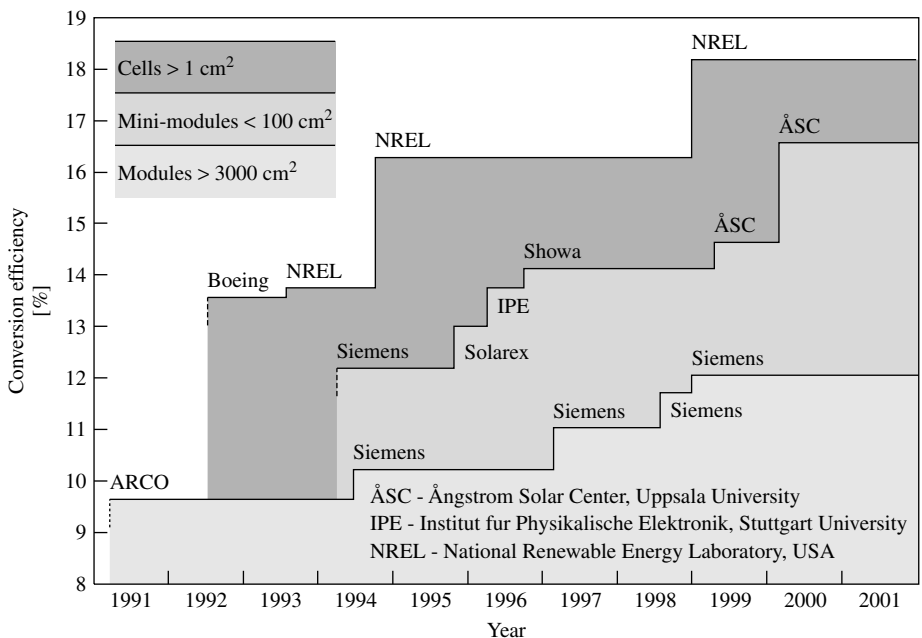 19
18
17
16
15
14
13
12
11
10
9
8
Conversion efficiency
[%]
Cells > 1 cm²
Mini-modules < 100 cm²
Modules > 3000 cm²
NREL
ÅSC
NREL
ÅSC
Showa
Boeing
NREL
IPE
Siemens
Solarex
Siemens
Siemens
Siemens
Siemens
ARCO
ÅSC - Ångstrom Solar Center, Uppsala University
IPE - Institut fur Physikalische Elektronik, Stuttgart University
NREL - National Renewable Energy Laboratory, USA
1991 1992 1993 1994 1995 1996 1997 1998 1999 2000 2001
Year